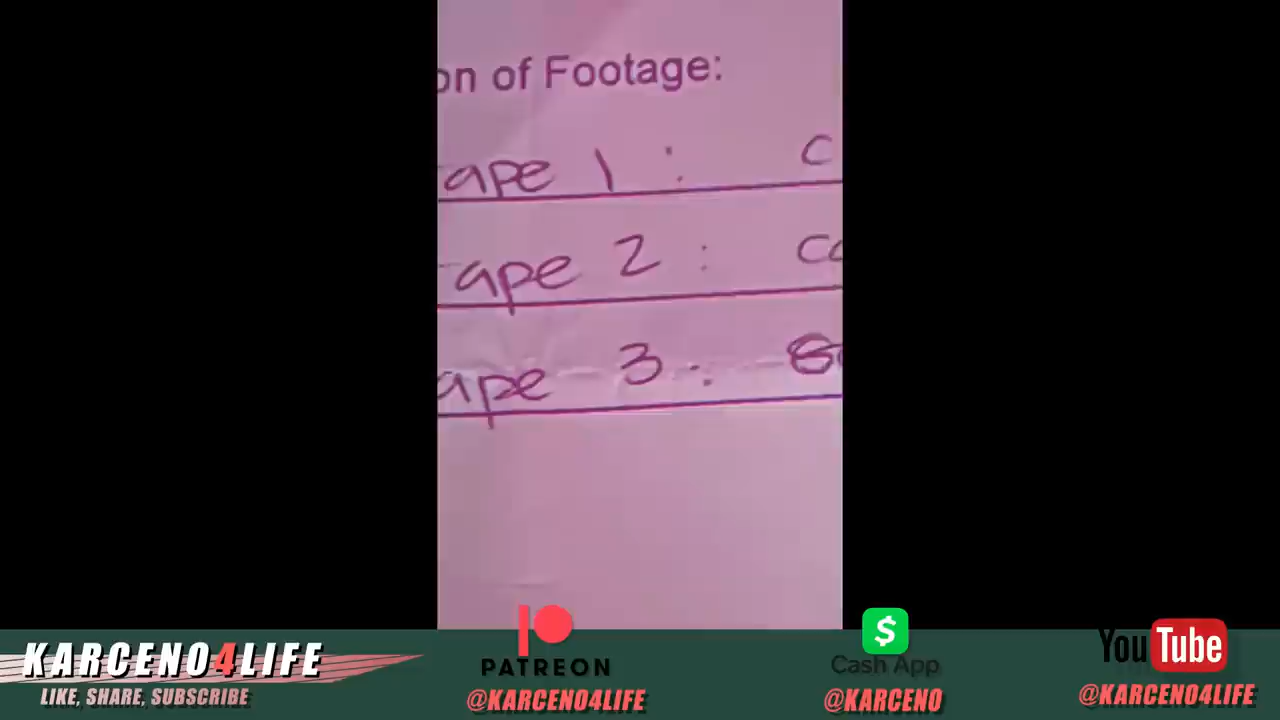 on of Footage:
ape 1 : c
ape 2 : co
ape 3 :
KARCENO4LIFE
LIKE, SHARE, SUBSCRIBE
PATREON
@KARCENO4LIFE
$
Cash App
@KARCENO
YouTube
@KARCENO4LIFE